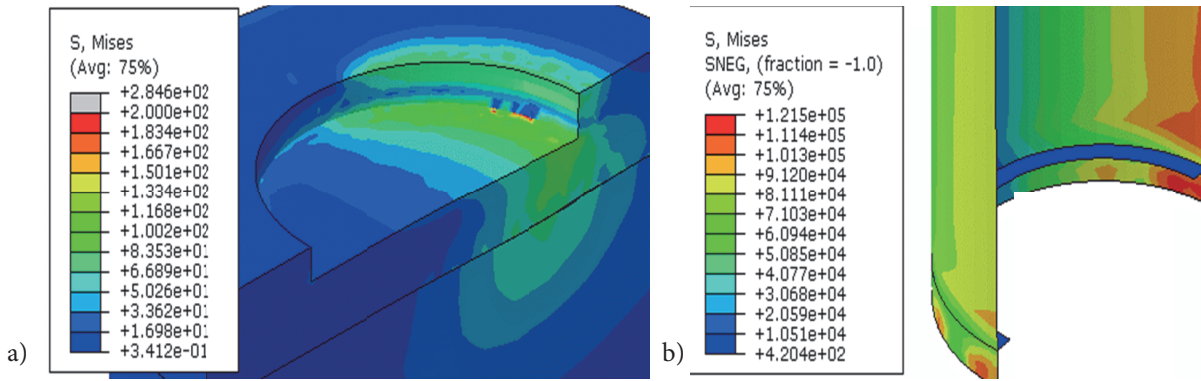 S, Mises
(Avg: 75%)
+2.846e+02
+2.000e+02
+1.834e+02
+1.667e+02
+1.501e+02
+1.334e+02
+1.168e+02
+1.002e+02
+8.353e+01
+6.689e+01
+5.026e+01
+3.362e+01
+1.698e+01
+3.412e-01
a)
S, Mises
SNEG, (fraction = -1.0)
(Avg: 75%)
+1.215e+05
+1.114e+05
+1.013e+05
+9.120e+04
+8.111e+04
+7.103e+04
+6.094e+04
+5.085e+04
+4.077e+04
+3.068e+04
+2.059e+04
+1.051e+04
+4.204e+02
b)